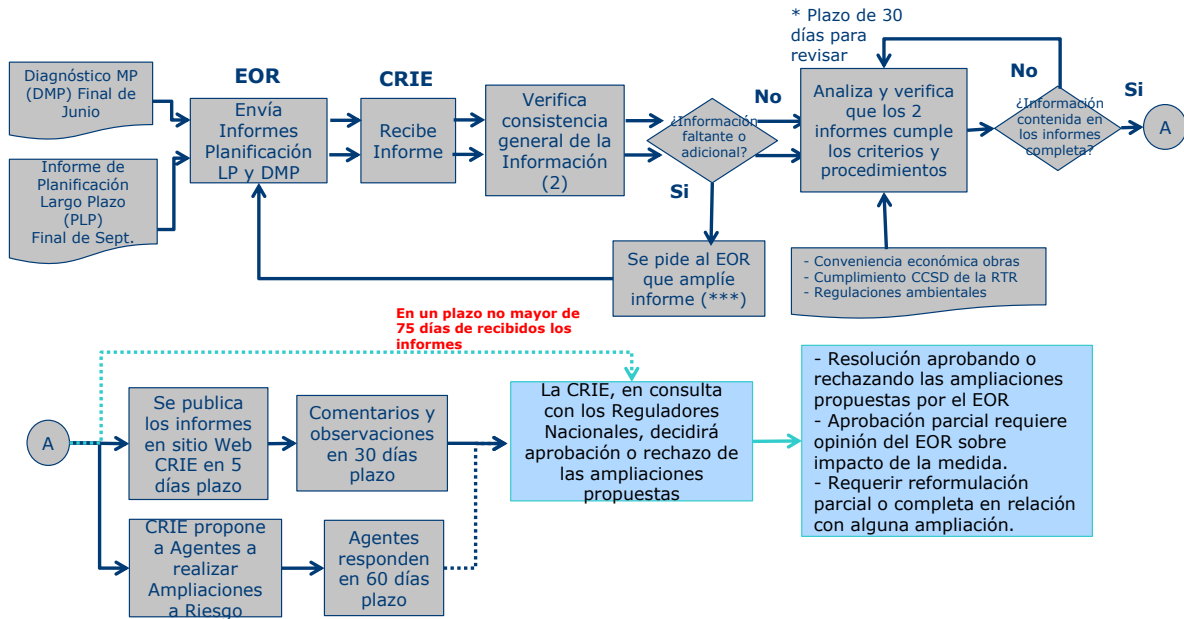 * Plazo de 30
días para
revisar
Diagnóstico MP
(DMP) Final de
Junio
Informe de
Planificación
Largo Plazo
(PLP)
Final de Sept.
EOR
Envía
Informes
Planificación
LP y DMP
CRIE
Recibe
Informe
Verifica
consistencia
general de la
Información
(2)
¿Información
faltante o
adicional?
No
Si
Se pide al EOR
que amplíe
informe (***)
Analiza y verifica
que los 2
informes cumple
los criterios y
procedimientos
- Conveniencia económica obras
- Cumplimiento CCSD de la RTR
- Regulaciones ambientales
No
¿Información
contenida en
los informes
completa?
Si
A
En un plazo no mayor de
75 días de recibidos los
informes
A
Se publica
los informes
en sitio Web
CRIE en 5
días plazo
Comentarios y
observaciones
en 30 días
plazo
CRIE propone
a Agentes a
realizar
Ampliaciones
a Riesgo
Agentes
responden
en 60 días
plazo
La CRIE, en consulta
con los Reguladores
Nacionales, decidirá
aprobación o rechazo de
las ampliaciones
propuestas
- Resolución aprobando o
rechazando las ampliaciones
propuestas por el EOR
- Aprobación parcial requiere
opinión del EOR sobre
impacto de la medida.
- Requerir reformulación
parcial o completa en relación
con alguna ampliación.